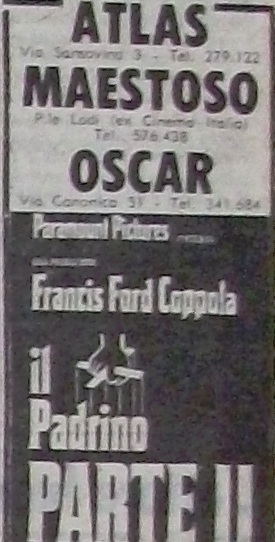 ATLAS
Via Sansovino 3 - Tel. 279.122
MAESTOSO
P.le Lodi (ex Cinema Italia)
Tel. 576.438
OSCAR
Via Canonica 51 - Tel. 341.684
Paramount Pictures
Francis Ford Coppola
il
Padrino
PARTE II